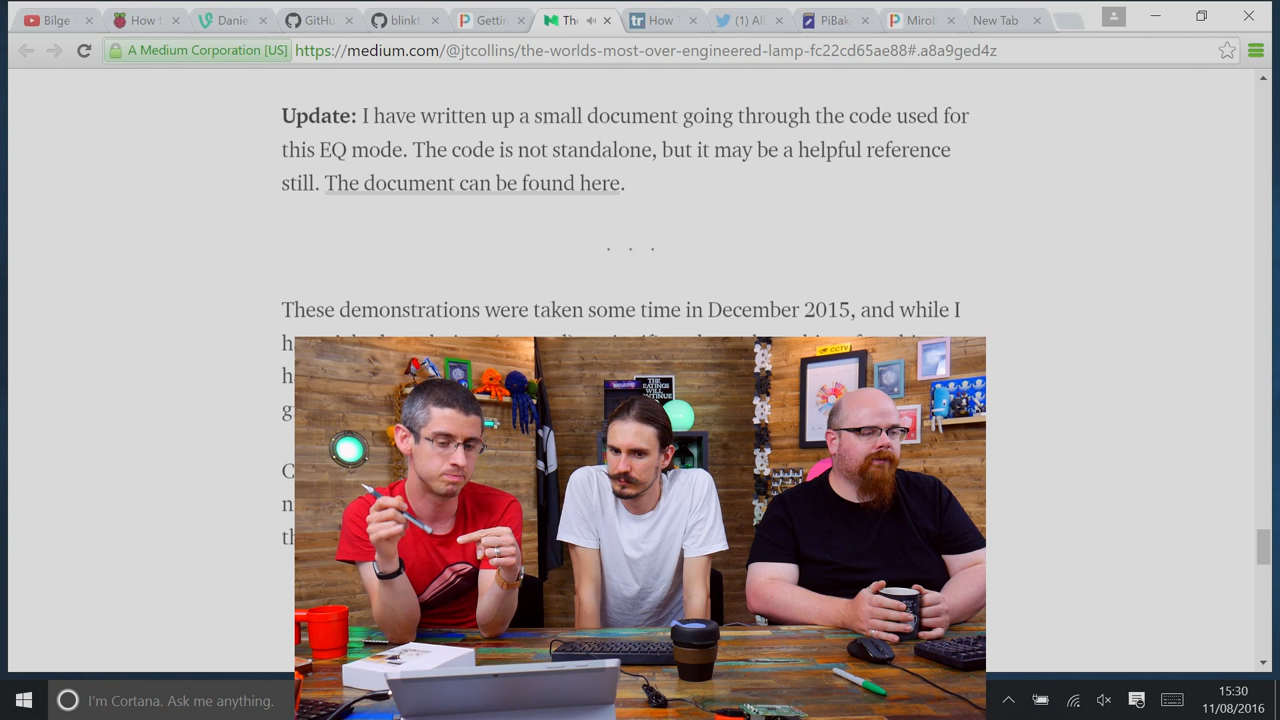 Bilge
How t
Danie
GitHu
blinkt
Gettin
The
How T
(1) All
PiBak
Mirob
New Tab
A Medium Corporation [US]
https://medium.com/@jtcollins/the-worlds-most-over-engineered-lamp-fc22cd65ae88#.a8a9ged4z
Update: I have written up a small document going through the code used for
this EQ mode. The code is not standalone, but it may be a helpful reference
still. The document can be found here.
. . .
These demonstrations were taken some time in December 2015, and while I
CCTV
THE
EATINGS
WILL
CONTINUE
I'm Cortana. Ask me anything.
15:30
11/08/2016